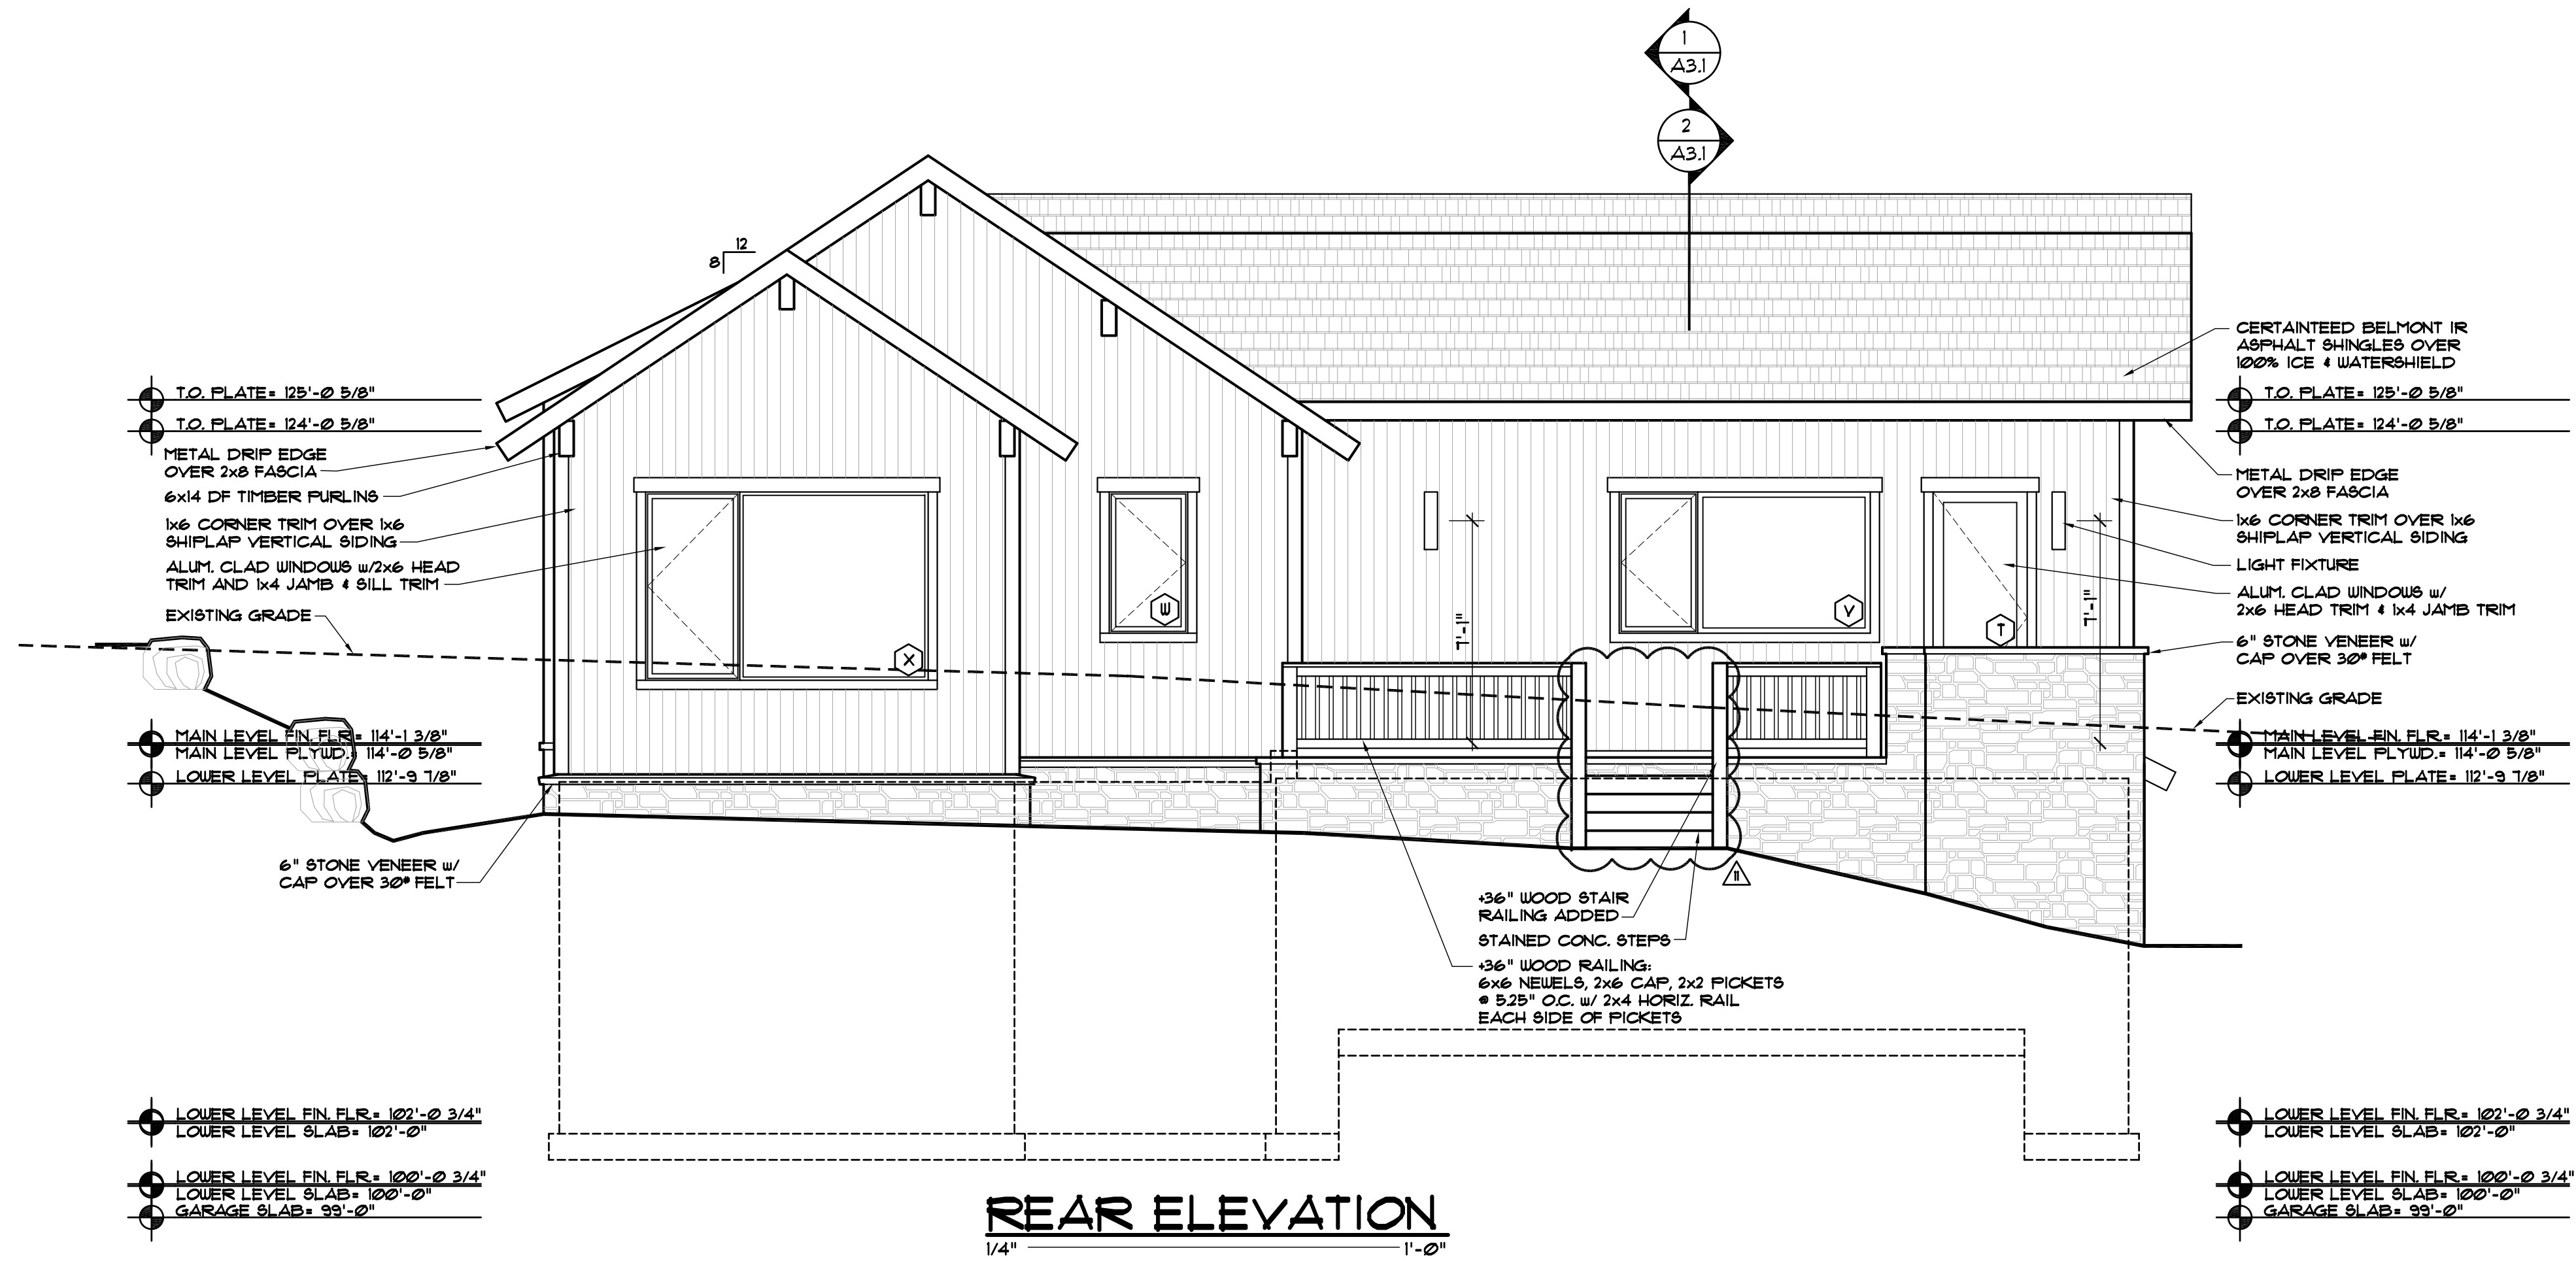 1
A3.1
2
A3.1
12
8
T.O. PLATE= 125'-0 5/8"
T.O. PLATE= 124'-0 5/8"
METAL DRIP EDGE
OVER 2x8 FASCIA
6x14 DF TIMBER PURLINS
1x6 CORNER TRIM OVER 1x6
SHIPLAP VERTICAL SIDING
ALUM. CLAD WINDOWS w/2x6 HEAD
TRIM AND 1x4 JAMB & SILL TRIM
EXISTING GRADE
MAIN LEVEL FIN. FLR.= 114'-1 3/8"
MAIN LEVEL PLYWD.= 114'-0 5/8"
LOWER LEVEL PLATE= 112'-9 7/8"
6" STONE VENEER w/
CAP OVER 30# FELT
LOWER LEVEL FIN. FLR.= 102'-0 3/4"
LOWER LEVEL SLAB= 102'-0"
LOWER LEVEL FIN. FLR.= 100'-0 3/4"
LOWER LEVEL SLAB= 100'-0"
GARAGE SLAB= 99'-0"
X
W
V
T
7'-1"
7'-1"
11
+36" WOOD STAIR
RAILING ADDED
STAINED CONC. STEPS
+36" WOOD RAILING:
6x6 NEWELS, 2x6 CAP, 2x2 PICKETS
@ 5.25" O.C. w/ 2x4 HORIZ. RAIL
EACH SIDE OF PICKETS
CERTAINTEED BELMONT IR
ASPHALT SHINGLES OVER
100% ICE & WATERSHIELD
T.O. PLATE= 125'-0 5/8"
T.O. PLATE= 124'-0 5/8"
METAL DRIP EDGE
OVER 2x8 FASCIA
1x6 CORNER TRIM OVER 1x6
SHIPLAP VERTICAL SIDING
LIGHT FIXTURE
ALUM. CLAD WINDOWS w/
2x6 HEAD TRIM & 1x4 JAMB TRIM
6" STONE VENEER w/
CAP OVER 30# FELT
EXISTING GRADE
MAIN LEVEL FIN. FLR.= 114'-1 3/8"
MAIN LEVEL PLYWD.= 114'-0 5/8"
LOWER LEVEL PLATE= 112'-9 7/8"
LOWER LEVEL FIN. FLR.= 102'-0 3/4"
LOWER LEVEL SLAB= 102'-0"
LOWER LEVEL FIN. FLR.= 100'-0 3/4"
LOWER LEVEL SLAB= 100'-0"
GARAGE SLAB= 99'-0"
REAR ELEVATION
1/4" 1'-0"